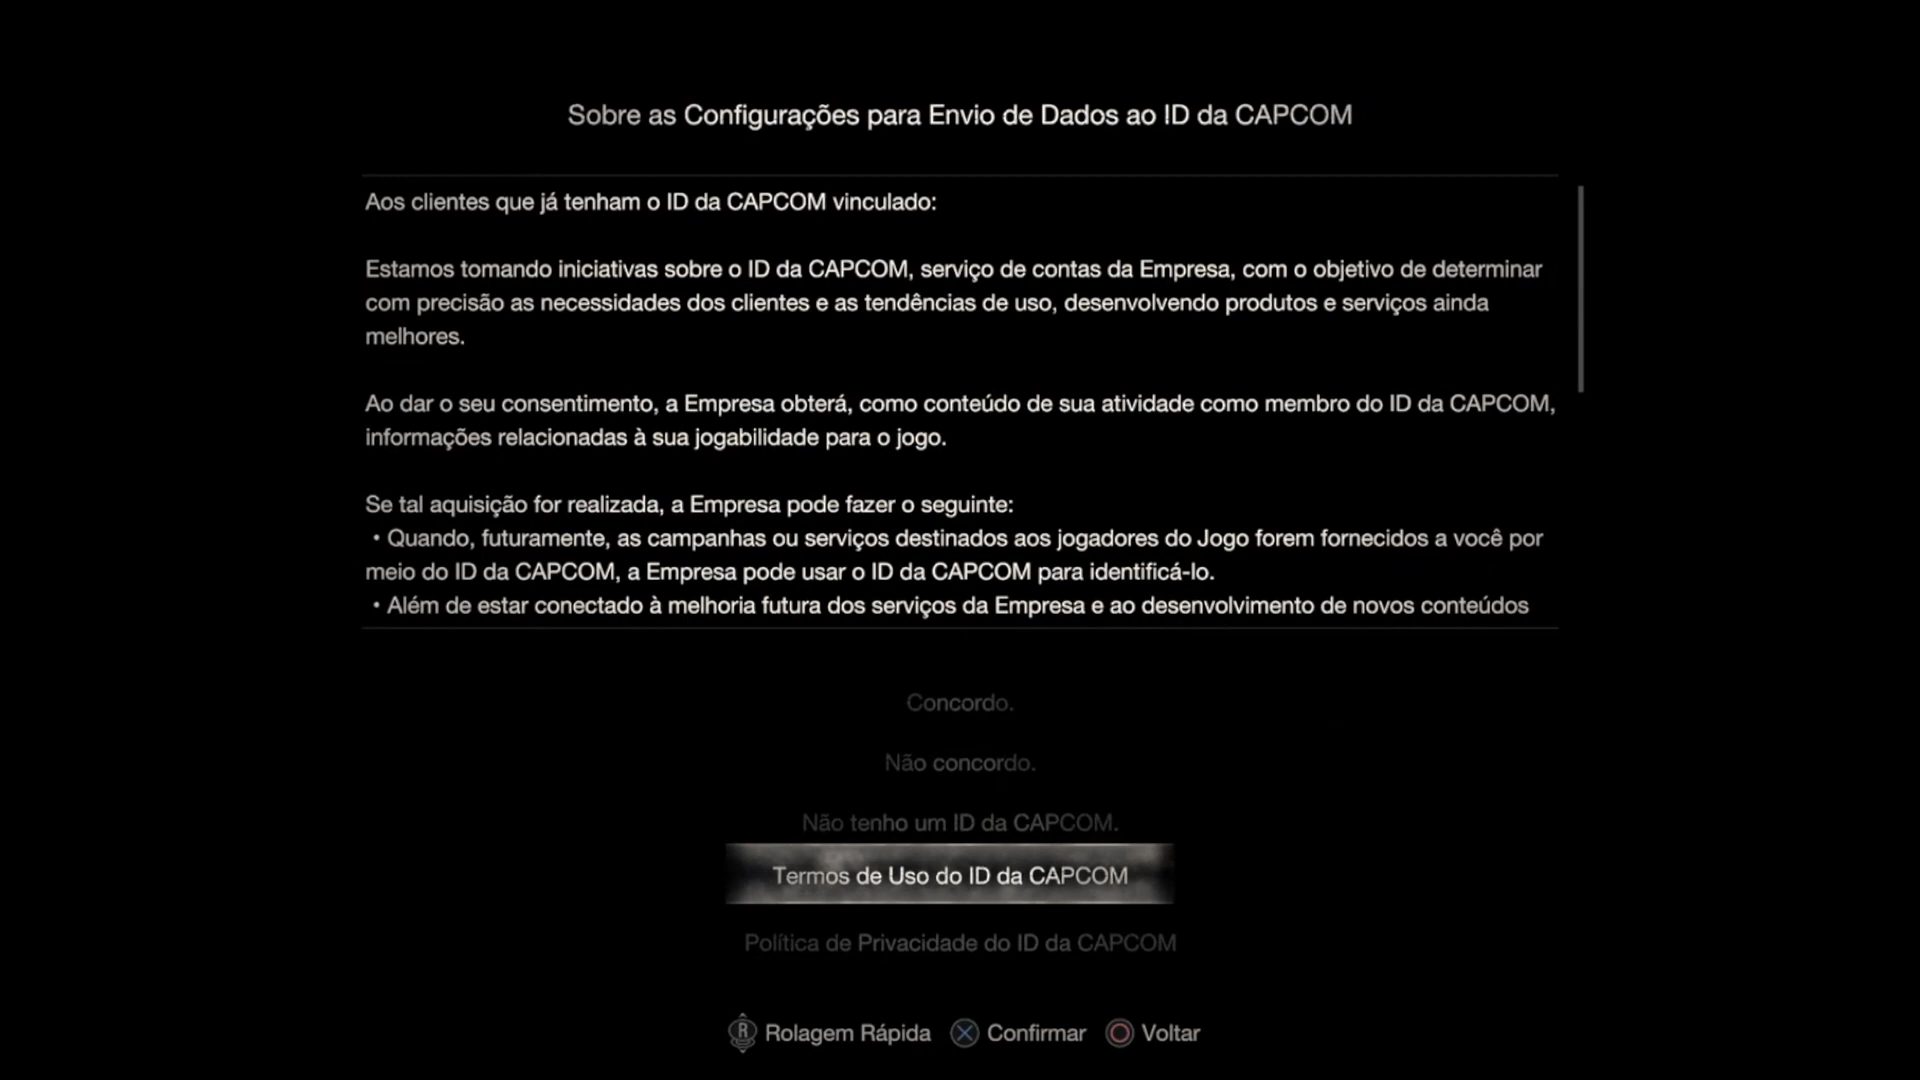 Sobre as Configurações para Envio de Dados ao ID da CAPCOM
Aos clientes que já tenham o ID da CAPCOM vinculado:
Estamos tomando iniciativas sobre o ID da CAPCOM, serviço de contas da Empresa, com o objetivo de determinar
com precisão as necessidades dos clientes e as tendências de uso, desenvolvendo produtos e serviços ainda
melhores.
Ao dar o seu consentimento, a Empresa obterá, como conteúdo de sua atividade como membro do ID da CAPCOM,
informações relacionadas à sua jogabilidade para o jogo.
Se tal aquisição for realizada, a Empresa pode fazer o seguinte:
・Quando, futuramente, as campanhas ou serviços destinados aos jogadores do Jogo forem fornecidos a você por
meio do ID da CAPCOM, a Empresa pode usar o ID da CAPCOM para identificá-lo.
・Além de estar conectado à melhoria futura dos serviços da Empresa e ao desenvolvimento de novos conteúdos
Concordo.
Não concordo.
Não tenho um ID da CAPCOM.
Termos de Uso do ID da CAPCOM
Política de Privacidade do ID da CAPCOM
R Rolagem Rápida Confirmar Voltar